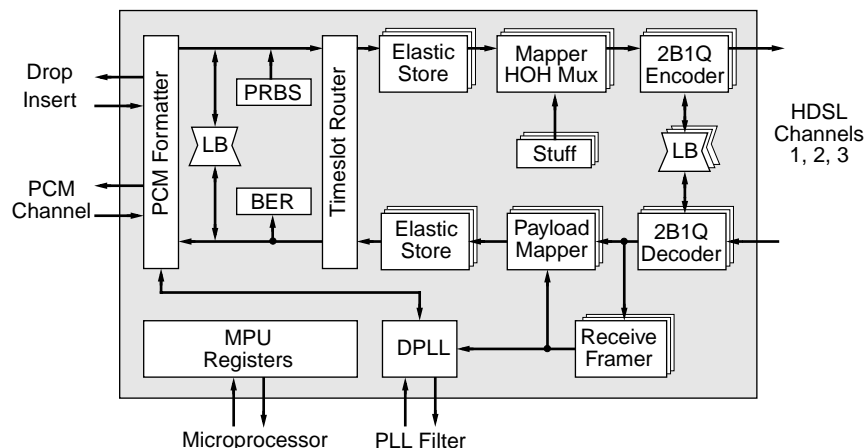 Drop
Insert
PCM
Channel
PCM Formatter
LB
PRBS
BER
Timeslot Router
Elastic
Store
Mapper
HOH Mux
2B1Q
Encoder
Stuff
LB
HDSL
Channels
1, 2, 3
Elastic
Store
Payload
Mapper
2B1Q
Decoder
MPU
Registers
DPLL
Receive
Framer
Microprocessor
PLL Filter